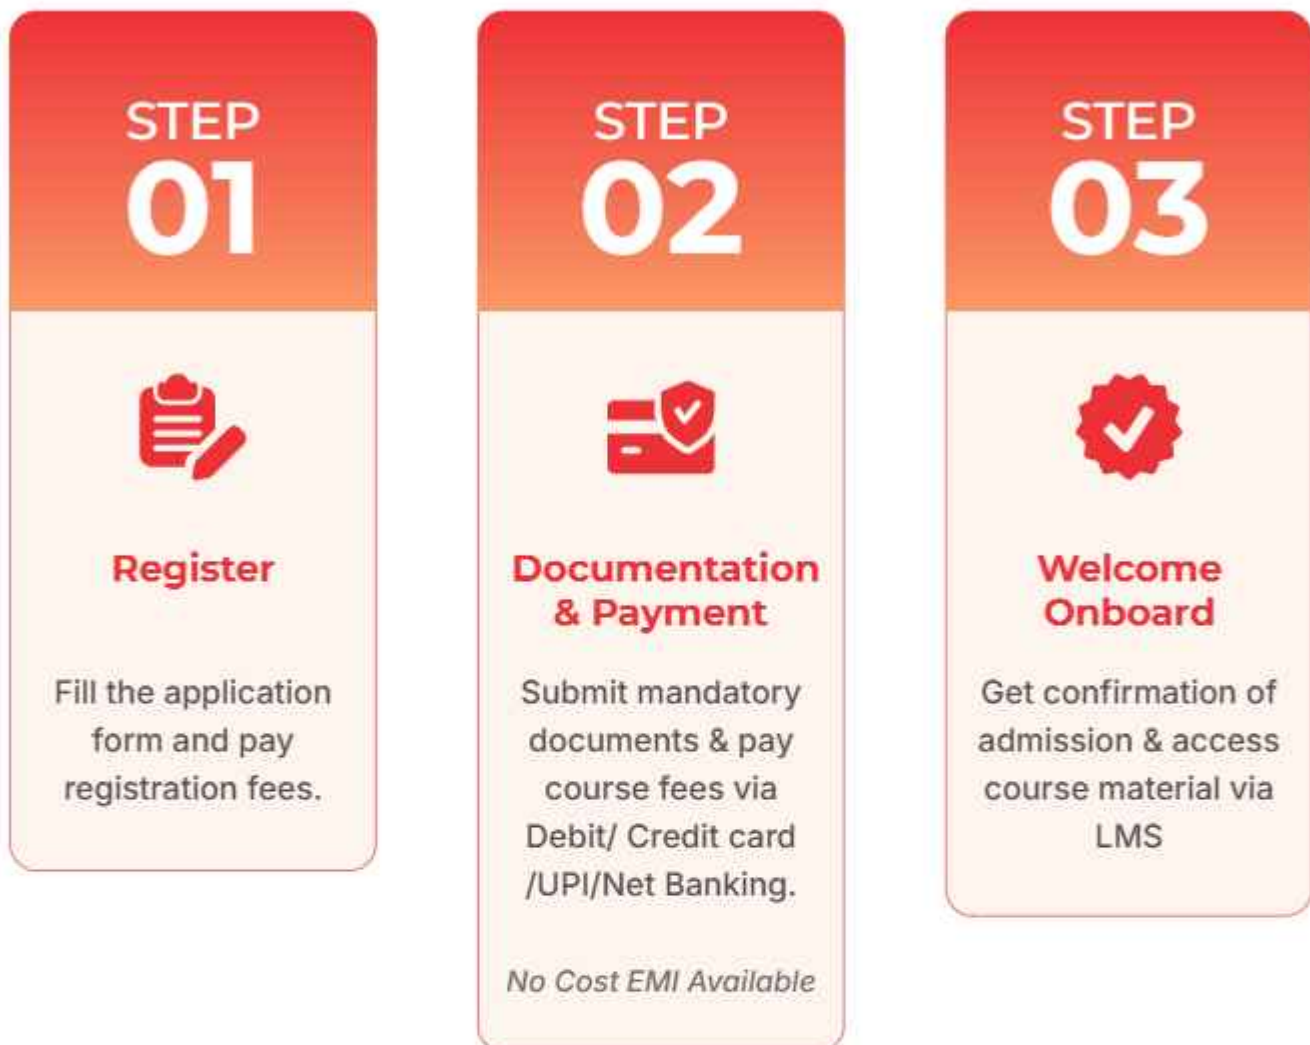 STEP
01
Register
Fill the application
form and pay
registration fees.
STEP
02
Documentation
& Payment
Submit mandatory
documents & pay
course fees via
Debit/ Credit card
/UPI/Net Banking.
No Cost EMI Available
STEP
03
Welcome
Onboard
Get confirmation of
admission & access
course material via
LMS